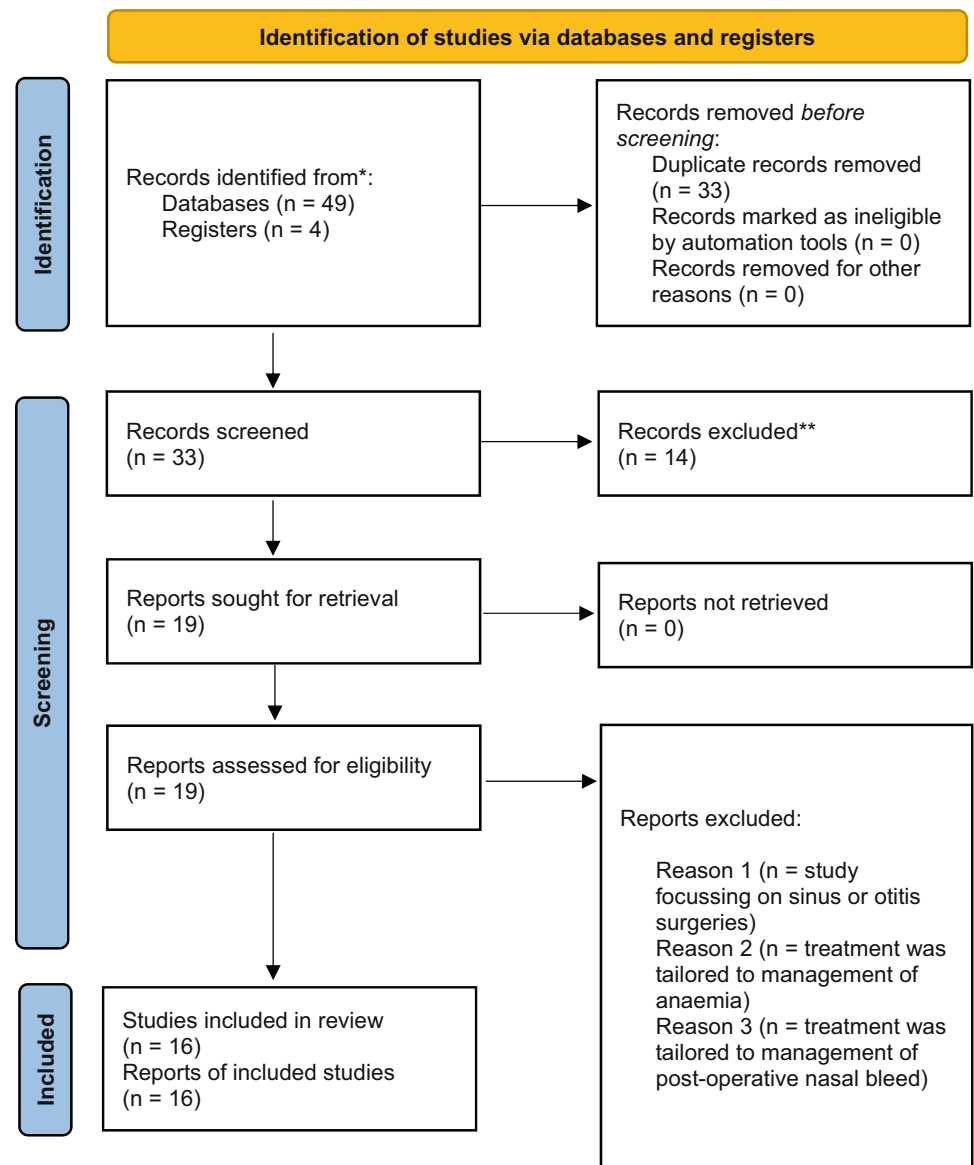 Identification of studies via databases and registers
Identification
Records identified from*:
Databases (n = 49)
Registers (n = 4)
Records removed before
screening:
Duplicate records removed
(n = 33)
Records marked as ineligible
by automation tools (n = 0)
Records removed for other
reasons (n = 0)
Screening
Records screened
(n = 33)
Records excluded**
(n = 14)
Reports sought for retrieval
(n = 19)
Reports not retrieved
(n = 0)
Reports assessed for eligibility
(n = 19)
Reports excluded:
Reason 1 (n = study
focussing on sinus or otitis
surgeries)
Reason 2 (n = treatment was
tailored to management of
anaemia)
Reason 3 (n = treatment was
tailored to management of
post-operative nasal bleed)
Included
Studies included in review
(n = 16)
Reports of included studies
(n = 16)